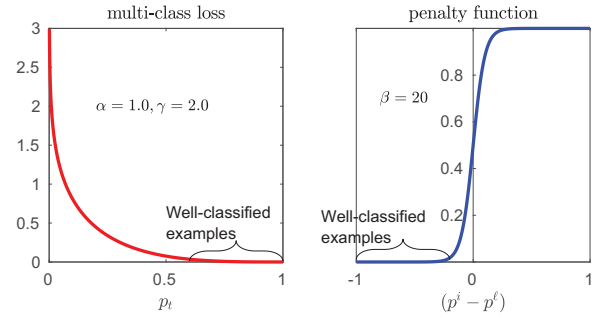 multi-class loss
3
2.5
2
1.5
1
0.5
0
α = 1.0, γ = 2.0
Well-classified
examples
0
0.5
1
p_t
penalty function
0.8
0.6
0.4
0.2
β = 20
Well-classified
examples
-1
0
1
(p^i − p^ℓ)